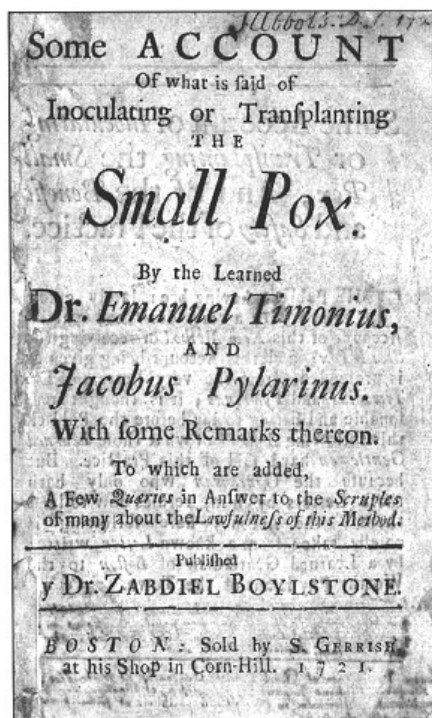 Some ACCOUNT
Of what is ſaid of
Inoculating or Tranſplanting
THE
Small Pox.
By the Learned
Dr. Emanuel Timonius,
AND
Jacobus Pylarinus.
With ſome Remarks thereon.
To which are added,
A Few Queries in Anſwer to the Scruples
of many about the Lawfulneſs of this Method.
Publiſhed
y Dr. ZABDIEL BOYLSTONE.
BOSTON: Sold by S. GERRISH,
at his Shop in Corn-Hill. 1721.